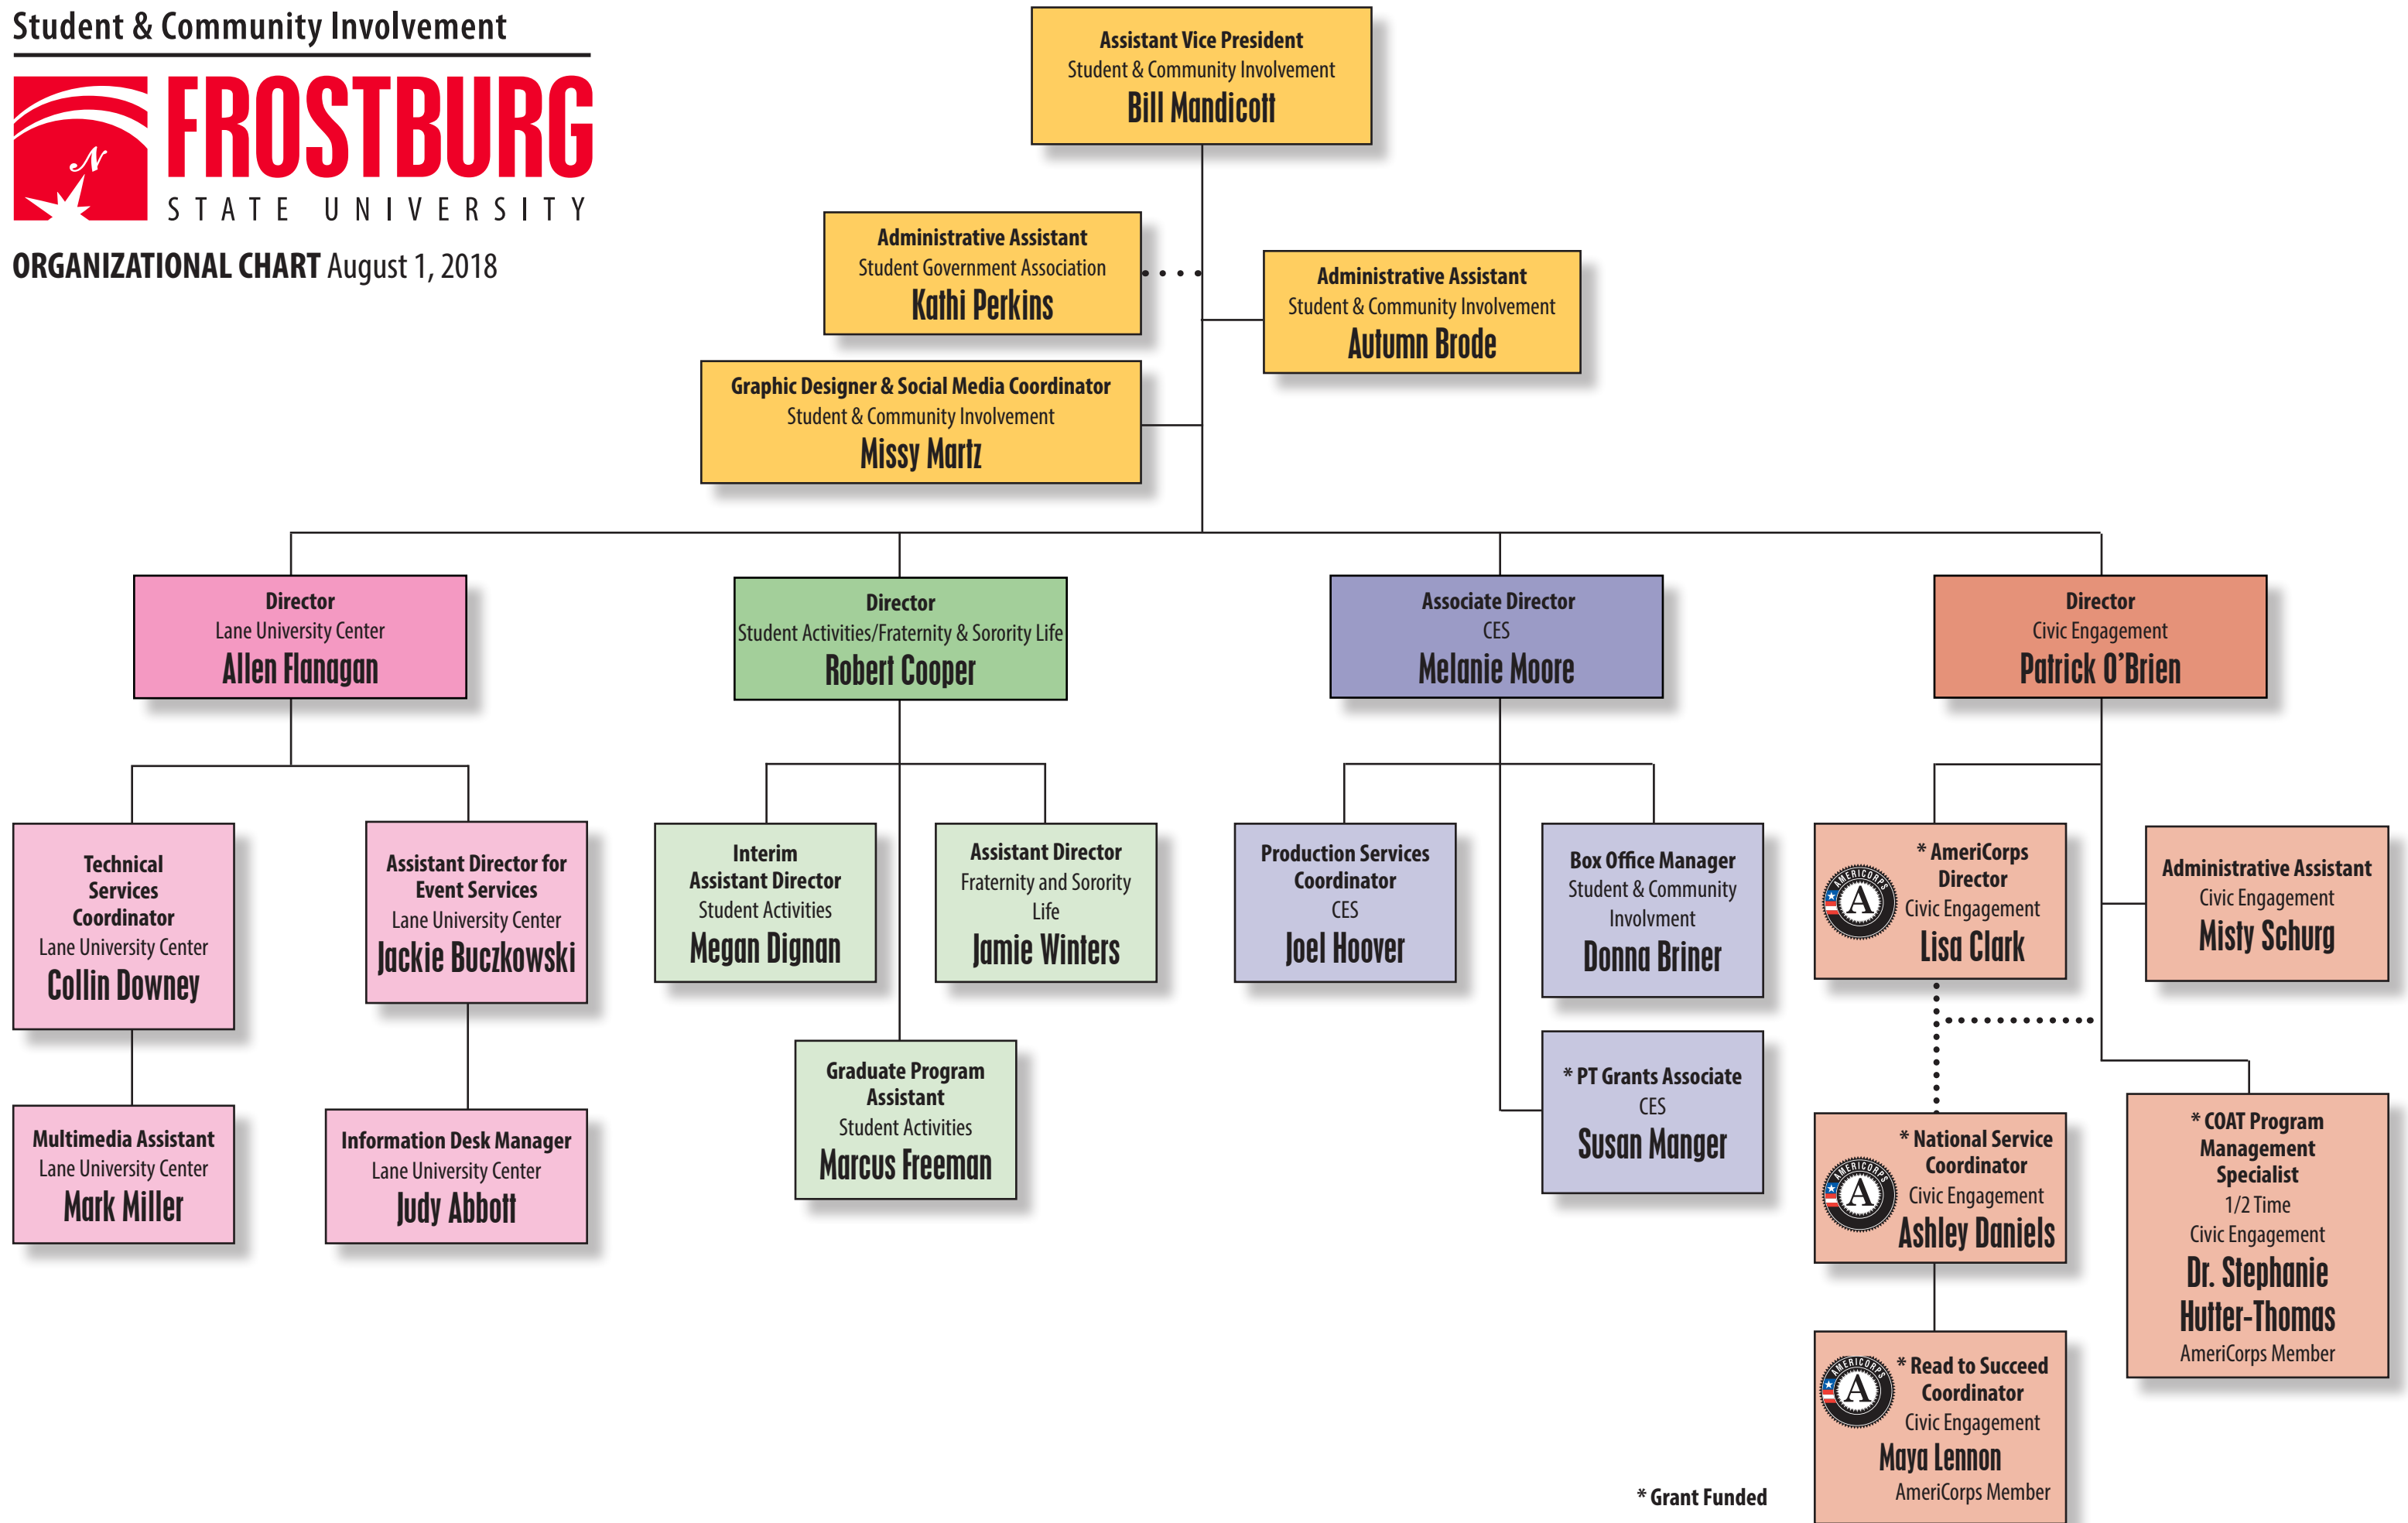 Student & Community Involvement
FROSTBURG
STATE UNIVERSITY
N
ORGANIZATIONAL CHART August 1, 2018
Assistant Vice President
Student & Community Involvement
Bill Mandicott
Administrative Assistant
Student Government Association
Kathi Perkins
Administrative Assistant
Student & Community Involvement
Autumn Brode
Graphic Designer & Social Media Coordinator
Student & Community Involvement
Missy Martz
Director
Lane University Center
Allen Flanagan
Director
Student Activities/Fraternity & Sorority Life
Robert Cooper
Associate Director
CES
Melanie Moore
Director
Civic Engagement
Patrick O’Brien
Technical
Services
Coordinator
Lane University Center
Collin Downey
Assistant Director for
Event Services
Lane University Center
Jackie Buczkowski
Interim
Assistant Director
Student Activities
Megan Dignan
Assistant Director
Fraternity and Sorority
Life
Jamie Winters
Production Services
Coordinator
CES
Joel Hoover
Box Office Manager
Student & Community
Involvment
Donna Briner
AMERICORPS
A
* AmeriCorps
Director
Civic Engagement
Lisa Clark
Administrative Assistant
Civic Engagement
Misty Schurg
Multimedia Assistant
Lane University Center
Mark Miller
Information Desk Manager
Lane University Center
Judy Abbott
Graduate Program
Assistant
Student Activities
Marcus Freeman
* PT Grants Associate
CES
Susan Manger
AMERICORPS
A
* National Service
Coordinator
Civic Engagement
Ashley Daniels
* COAT Program
Management
Specialist
1/2 Time
Civic Engagement
Dr. Stephanie
Hutter-Thomas
AmeriCorps Member
AMERICORPS
A
* Read to Succeed
Coordinator
Civic Engagement
Maya Lennon
AmeriCorps Member
* Grant Funded